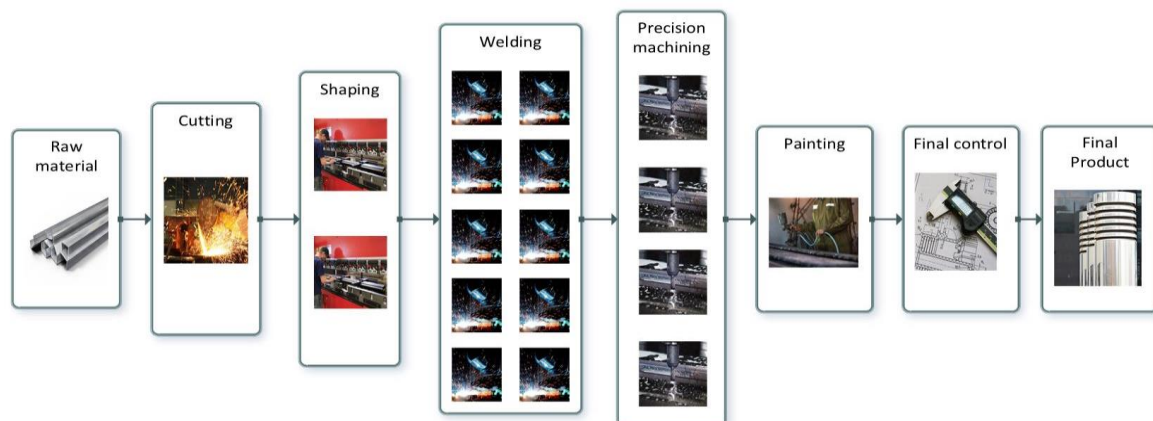 Raw
material
Cutting
Shaping
Welding
Precision
machining
Painting
Final control
Final
Product